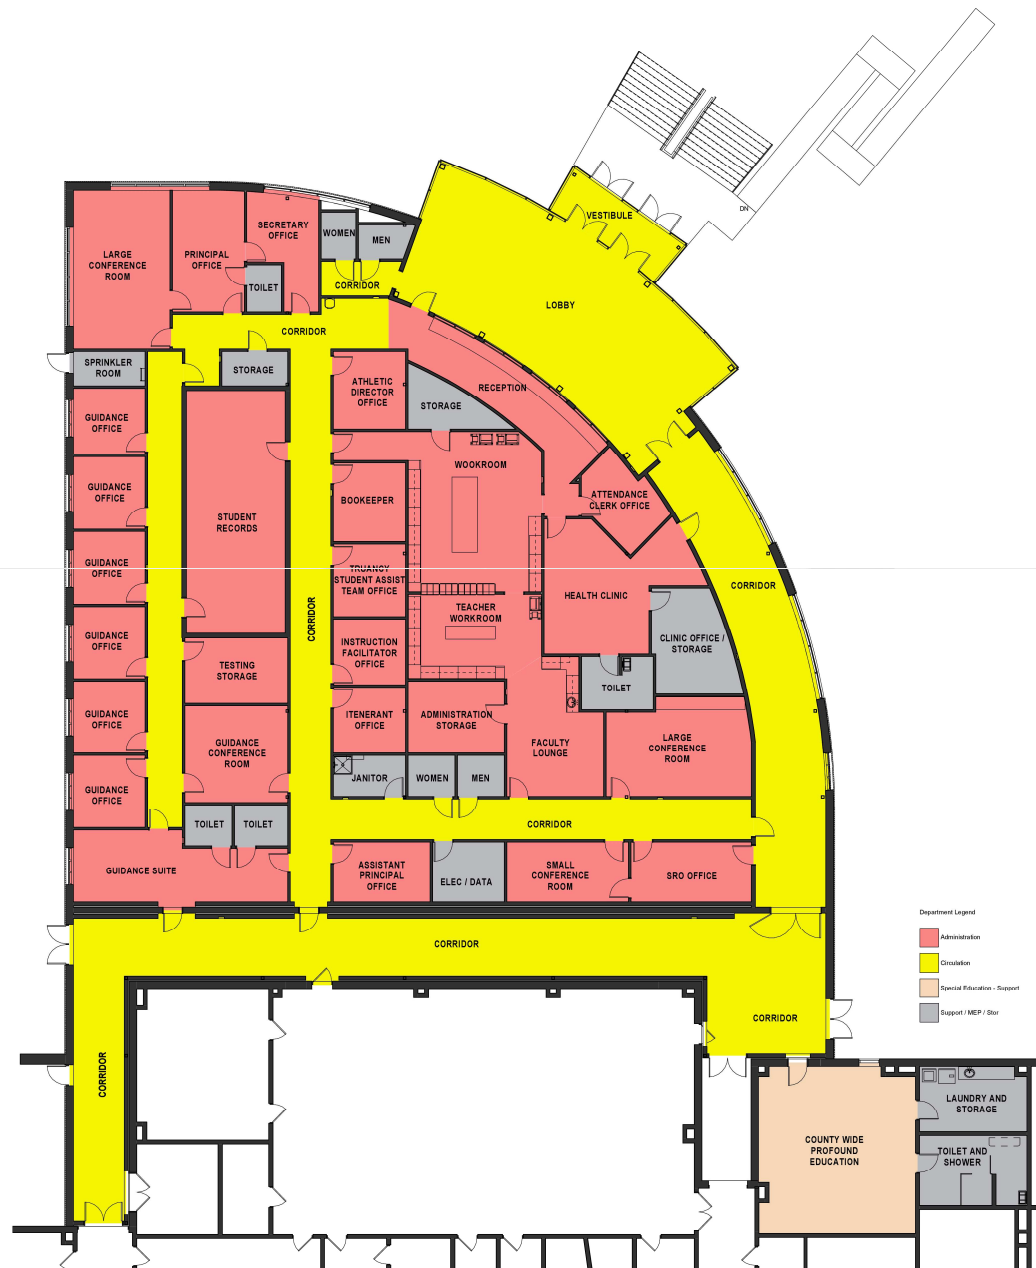 DN
VESTIBULE
SECRETARY
OFFICE
WOMEN
MEN
LARGE
CONFERENCE
ROOM
PRINCIPAL
OFFICE
TOILET
CORRIDOR
LOBBY
CORRIDOR
SPRINKLER
ROOM
STORAGE
ATHLETIC
DIRECTOR
OFFICE
RECEPTION
STORAGE
GUIDANCE
OFFICE
WOOKROOM
GUIDANCE
OFFICE
BOOKEEPER
ATTENDANCE
CLERK OFFICE
STUDENT
RECORDS
GUIDANCE
OFFICE
TRUANCY
STUDENT ASSIST
TEAM OFFICE
CORRIDOR
HEALTH CLINIC
CORRIDOR
TEACHER
WORKROOM
GUIDANCE
OFFICE
INSTRUCTION
FACILITATOR
OFFICE
CLINIC OFFICE /
STORAGE
TESTING
STORAGE
TOILET
GUIDANCE
OFFICE
ITENERANT
OFFICE
ADMINISTRATION
STORAGE
GUIDANCE
CONFERENCE
ROOM
FACULTY
LOUNGE
LARGE
CONFERENCE
ROOM
GUIDANCE
OFFICE
JANITOR
WOMEN
MEN
TOILET
TOILET
CORRIDOR
GUIDANCE SUITE
ASSISTANT
PRINCIPAL
OFFICE
ELEC / DATA
SMALL
CONFERENCE
ROOM
SRO OFFICE
CORRIDOR
Department Legend
Administration
Circulation
Special Education - Support
Support / MEP / Stor
CORRIDOR
CORRIDOR
COUNTY WIDE
PROFOUND
EDUCATION
LAUNDRY AND
STORAGE
TOILET AND
SHOWER